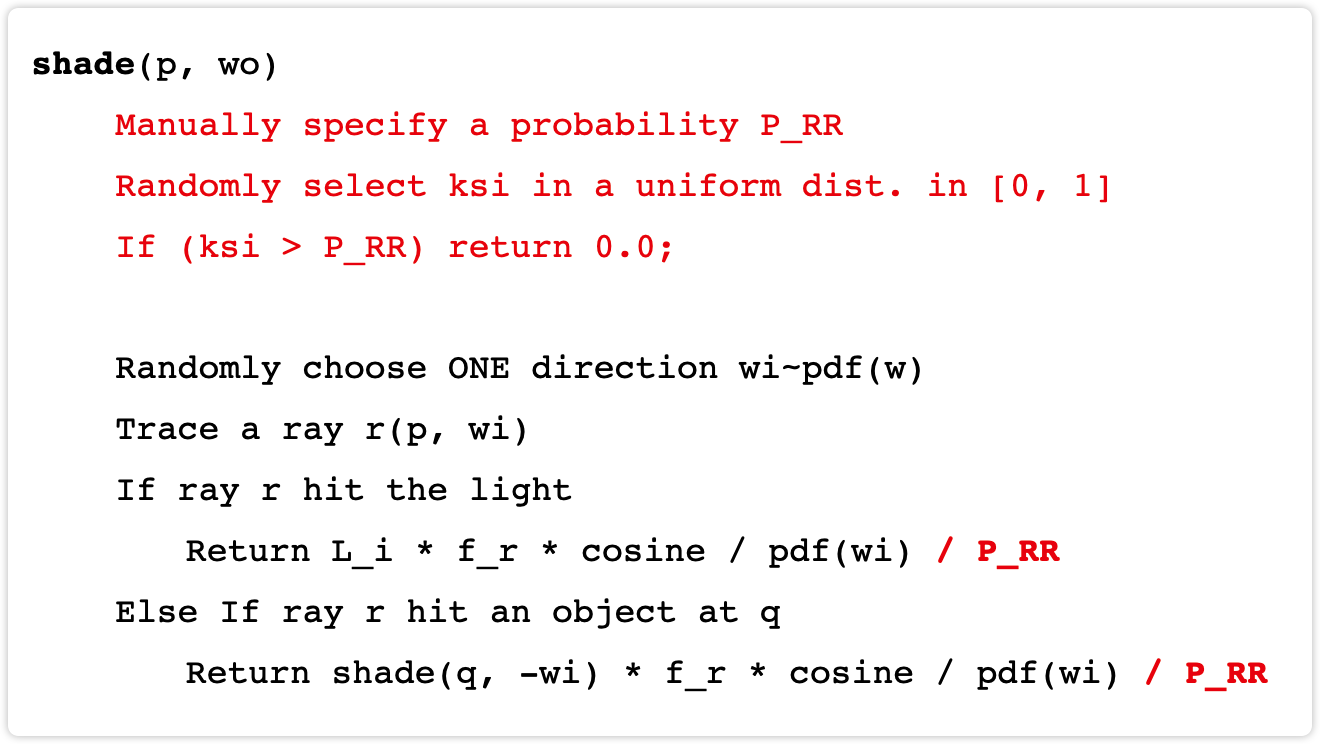 shade(p, wo)
Manually specify a probability P_RR
Randomly select ksi in a uniform dist. in [0, 1]
If (ksi > P_RR) return 0.0;
Randomly choose ONE direction wi~pdf(w)
Trace a ray r(p, wi)
If ray r hit the light
Return L_i * f_r * cosine / pdf(wi) / P_RR
Else If ray r hit an object at q
Return shade(q, -wi) * f_r * cosine / pdf(wi) / P_RR